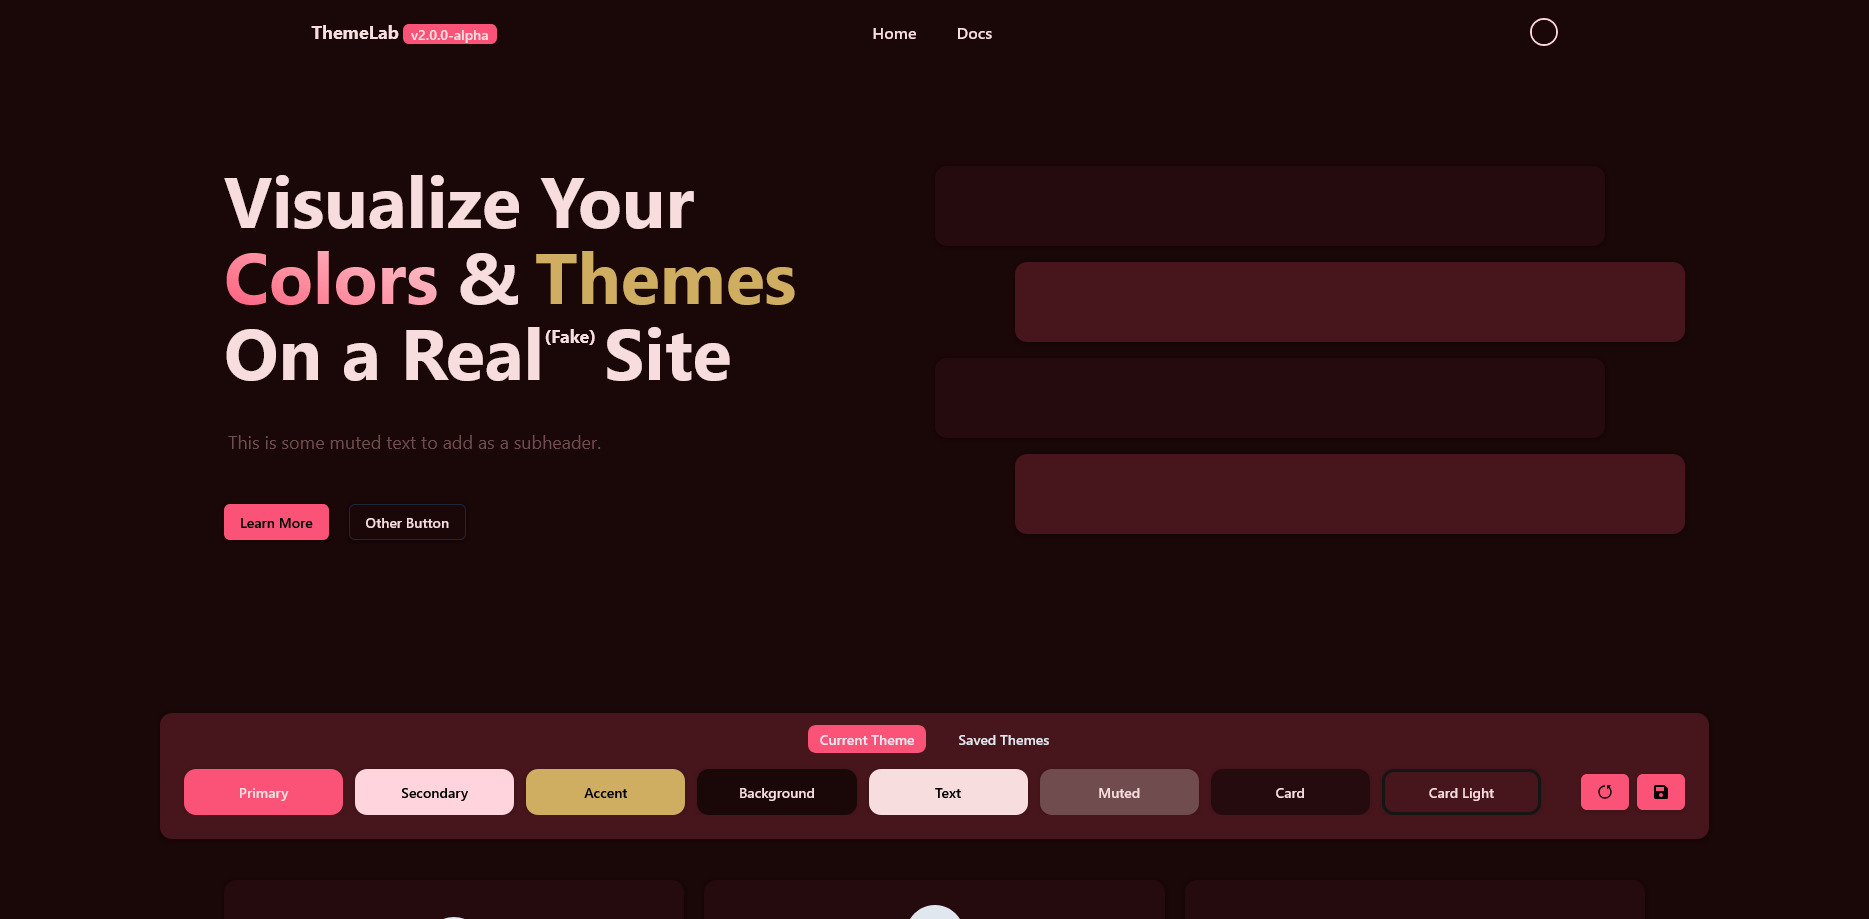 ThemeLab v2.0.0-alpha Home Docs
Visualize Your
Colors & Themes
On a Real (Fake) Site
This is some muted text to add as a subheader.
Learn More Other Button
Current Theme Saved Themes
Primary Secondary Accent Background Text Muted Card Card Light